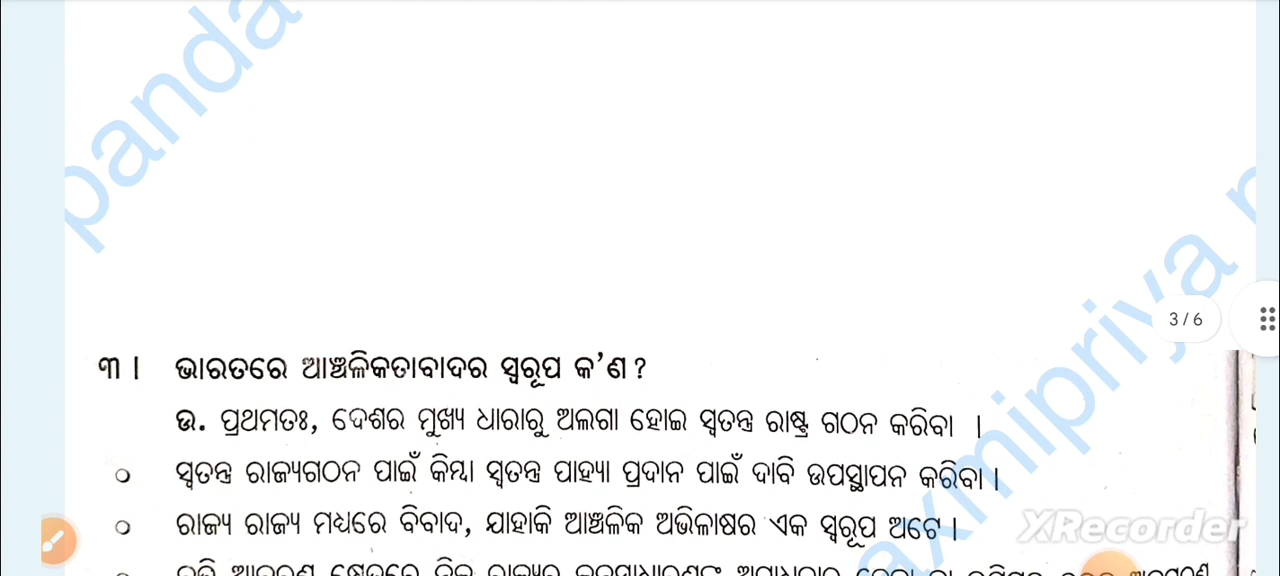 panda
laxmipriya p
3 / 6
୩ । ଭାରତରେ ଆଞ୍ଚଳିକତାବାଦର ସ୍ୱରୂପ କ'ଣ ?
ଉ. ପ୍ରଥମତଃ, ଦେଶର ମୁଖ୍ୟ ଧାରାରୁ ଅଲଗା ହୋଇ ସ୍ୱତନ୍ତ୍ର ରାଷ୍ଟ୍ର ଗଠନ କରିବା ।
○ ସ୍ୱତନ୍ତ୍ର ରାଜ୍ୟଗଠନ ପାଇଁ କିମ୍ବା ସ୍ୱତନ୍ତ୍ର ପାହ୍ୟା ପ୍ରଦାନ ପାଇଁ ଦାବି ଉପସ୍ଥାପନ କରିବା ।
○ ରାଜ୍ୟ ରାଜ୍ୟ ମଧ୍ୟରେ ବିବାଦ, ଯାହାକି ଆଞ୍ଚଳିକ ଅଭିଳାଷର ଏକ ସ୍ୱରୂପ ଅଟେ ।
XRecorder